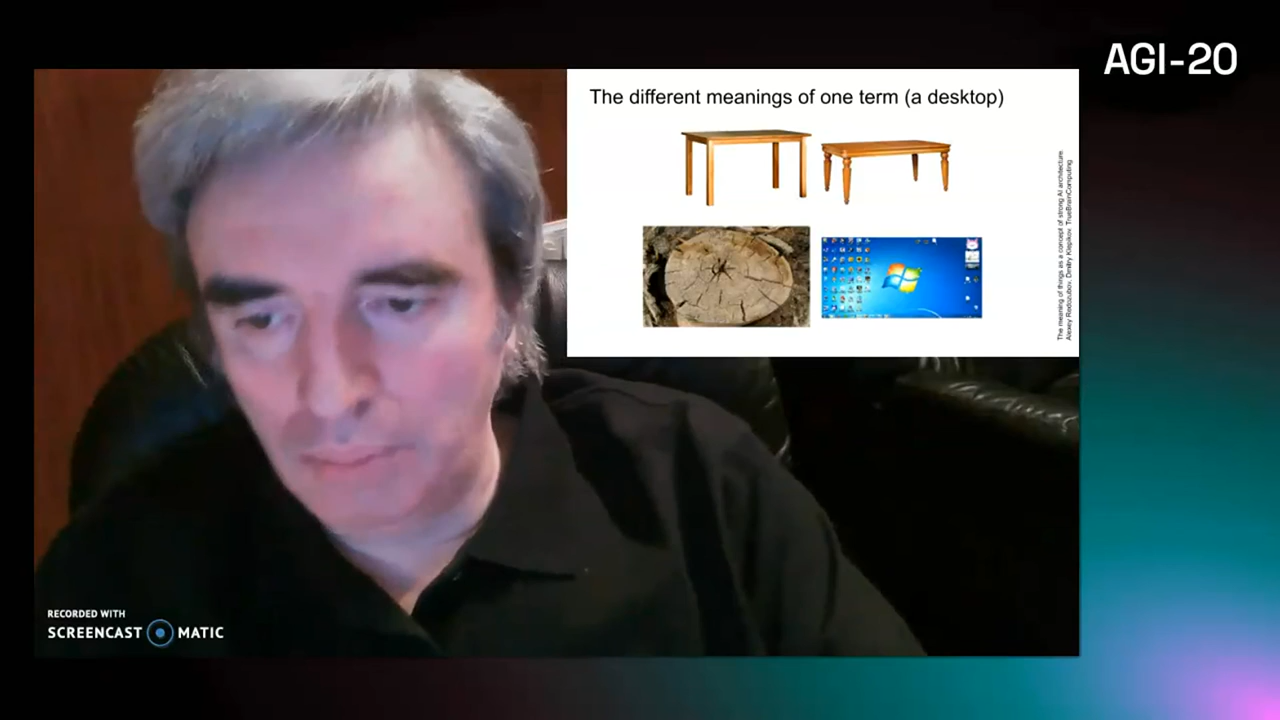 AGI-20
The different meanings of one term (a desktop)
The meaning of things as a concept of strong AI architecture
Alexey Redozubov, Dmitry Klepikov, TrueBrainComputing
RECORDED WITH
SCREENCAST MATIC